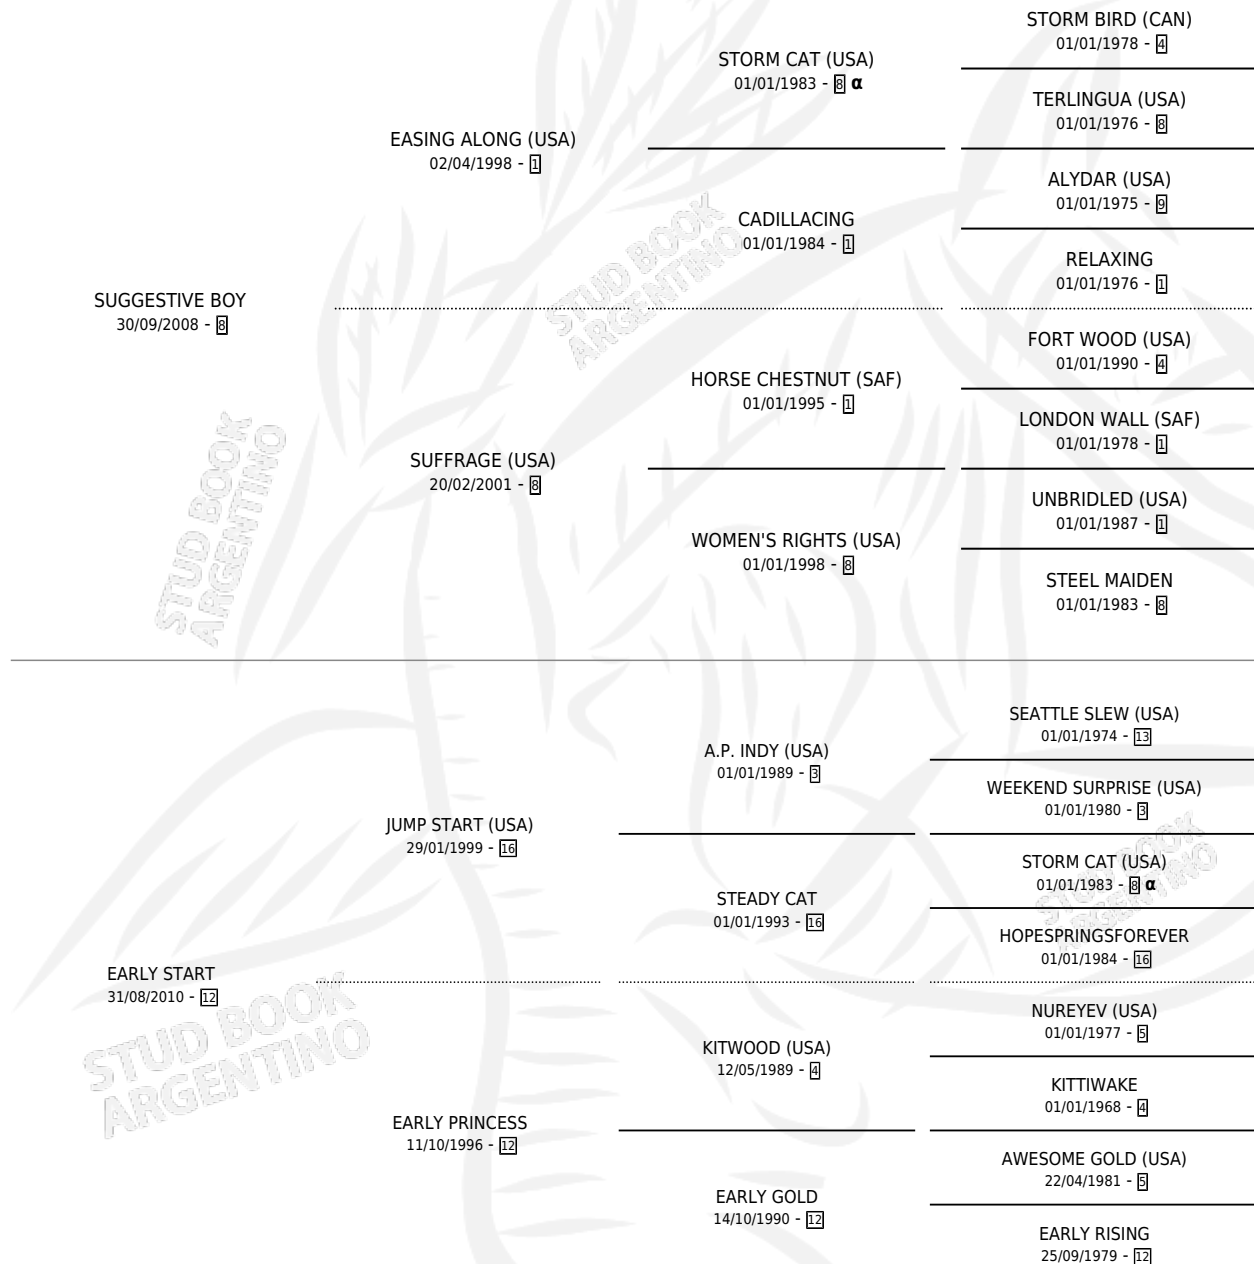 STORM BIRD (CAN)
01/01/1978 - 4
STORM CAT (USA)
01/01/1983 - 8 α
TERLINGUA (USA)
01/01/1976 - 8
EASING ALONG (USA)
02/04/1998 - 1
ALYDAR (USA)
01/01/1975 - 9
CADILLACING
01/01/1984 - 1
RELAXING
01/01/1976 - 1
SUGGESTIVE BOY
30/09/2008 - 8
FORT WOOD (USA)
01/01/1990 - 4
HORSE CHESTNUT (SAF)
01/01/1995 - 1
LONDON WALL (SAF)
01/01/1978 - 1
SUFFRAGE (USA)
20/02/2001 - 8
UNBRIDLED (USA)
01/01/1987 - 1
WOMEN'S RIGHTS (USA)
01/01/1998 - 8
STEEL MAIDEN
01/01/1983 - 8
STUD BOOK
ARGENTINO
STUD BOOK
ARGENTINO
SEATTLE SLEW (USA)
01/01/1974 - 13
A.P. INDY (USA)
01/01/1989 - 3
WEEKEND SURPRISE (USA)
01/01/1980 - 3
JUMP START (USA)
29/01/1999 - 16
STORM CAT (USA)
01/01/1983 - 8 α
STEADY CAT
01/01/1993 - 16
HOPESPRINGSFOREVER
01/01/1984 - 16
EARLY START
31/08/2010 - 12
NUREYEV (USA)
01/01/1977 - 5
KITWOOD (USA)
12/05/1989 - 4
KITTIWAKE
01/01/1968 - 4
EARLY PRINCESS
11/10/1996 - 12
AWESOME GOLD (USA)
22/04/1981 - 5
EARLY GOLD
14/10/1990 - 12
EARLY RISING
25/09/1979 - 12
STUD BOOK
ARGENTINO
STUD BOOK
ARGENTINO